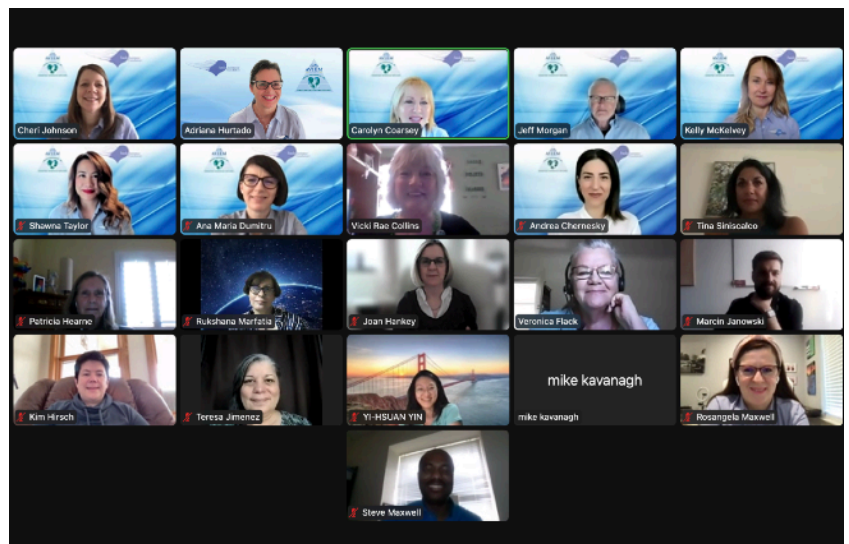 Cheri Johnson
Adriana Hurtado
Carolyn Coarsey
Jeff Morgan
Kelly McKelvey
Shawna Taylor
Ana Maria Dumitru
Vicki Rae Collins
Andrea Chernesky
Tina Siniscalco
Patricia Hearne
Rukshana Marfatia
Joan Hankey
Veronica Flack
Marcin Janowski
Kim Hirsch
Teresa Jimenez
YI-HSUAN YIN
mike kavanagh
mike kavanagh
Rosangela Maxwell
Steve Maxwell